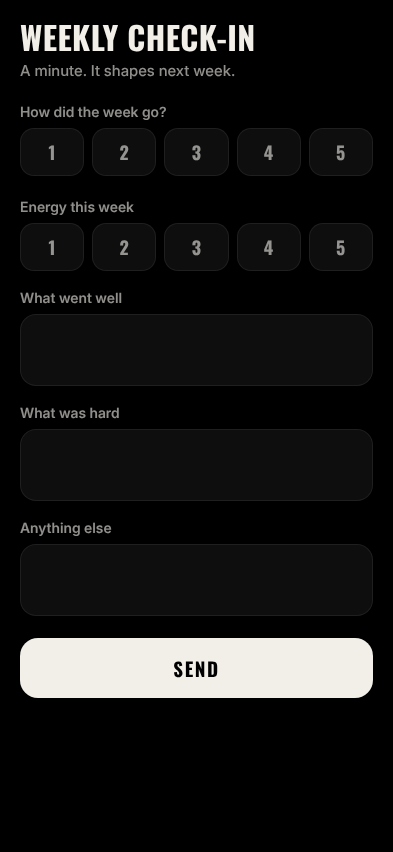 WEEKLY CHECK-IN
A minute. It shapes next week.
How did the week go?
1 2 3 4 5
Energy this week
1 2 3 4 5
What went well
What was hard
Anything else
SEND